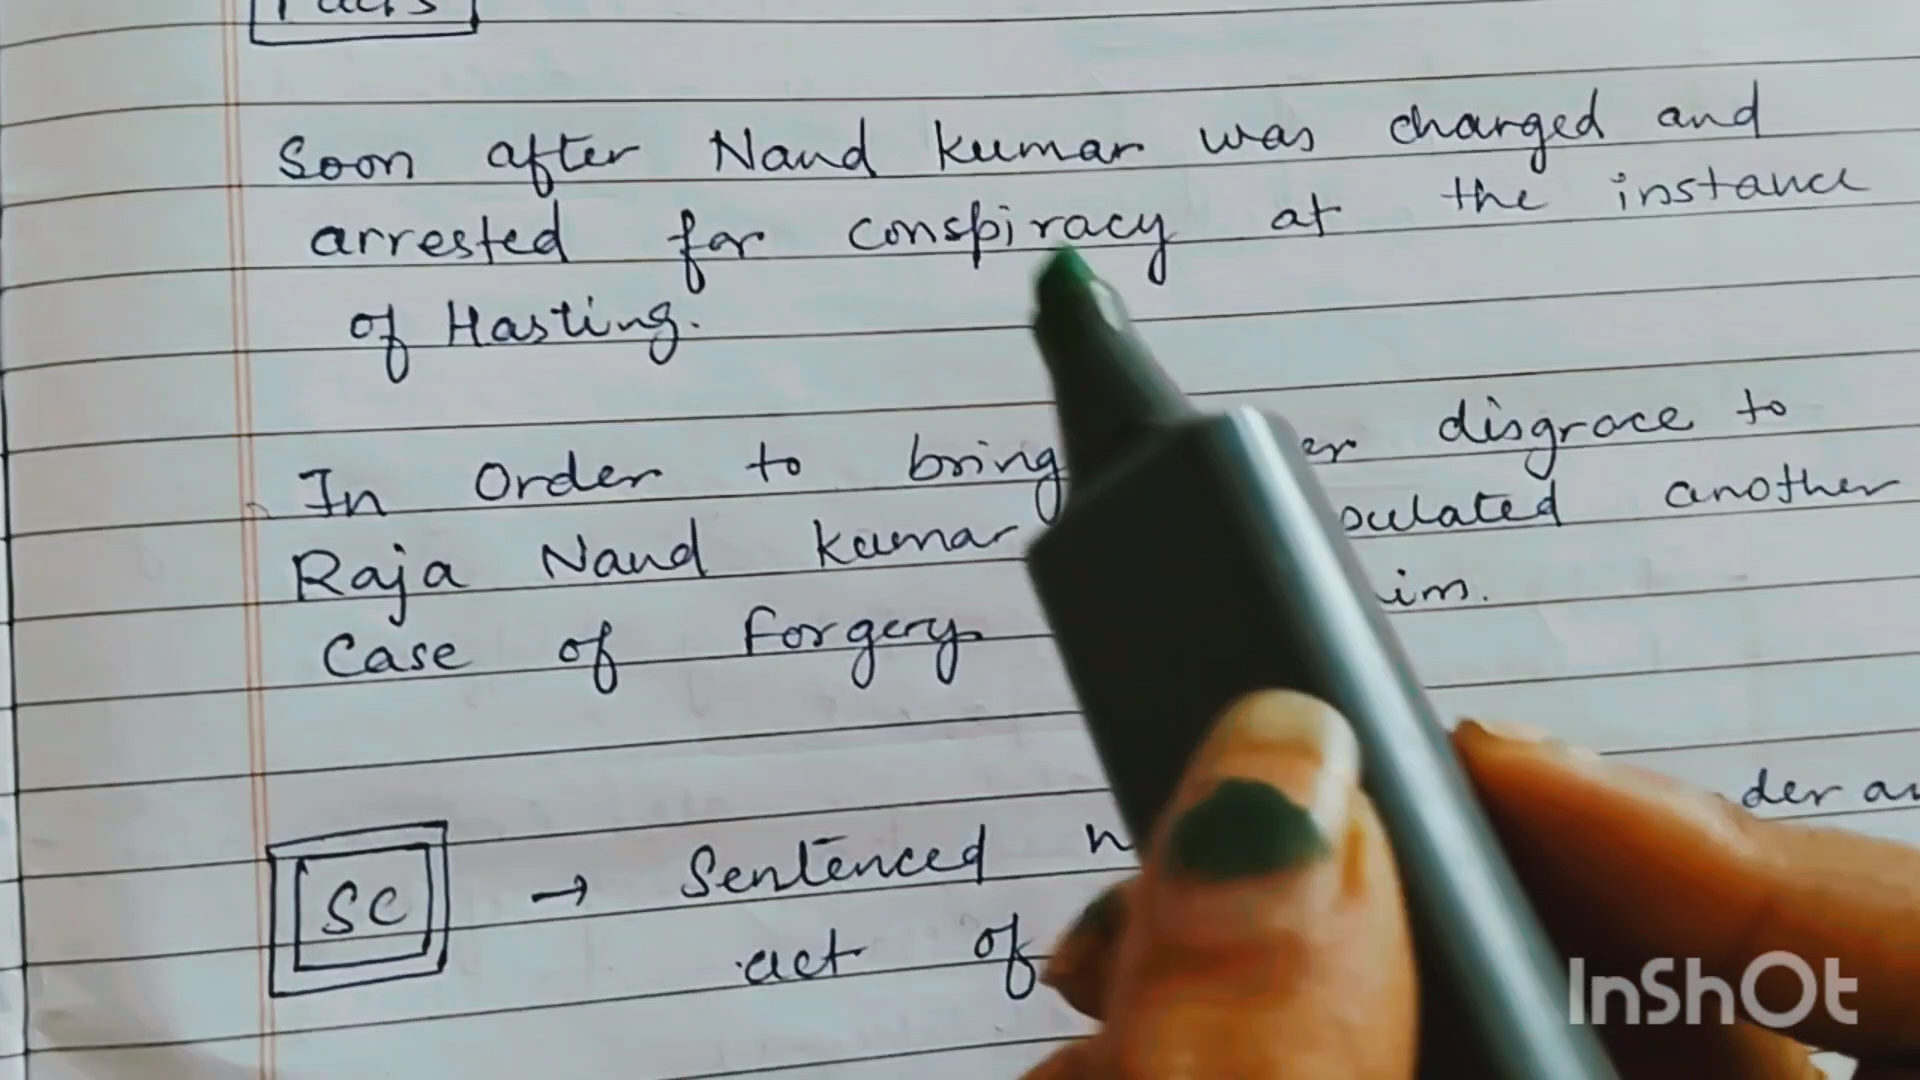 Facts
Soon after Nand Kumar was charged and
arrested for conspiracy at the instance
of Hasting.
In Order to bring disgrace to
Raja Nand Kumar another
Case of Forgery
SC → Sentenced
act of
InShOt